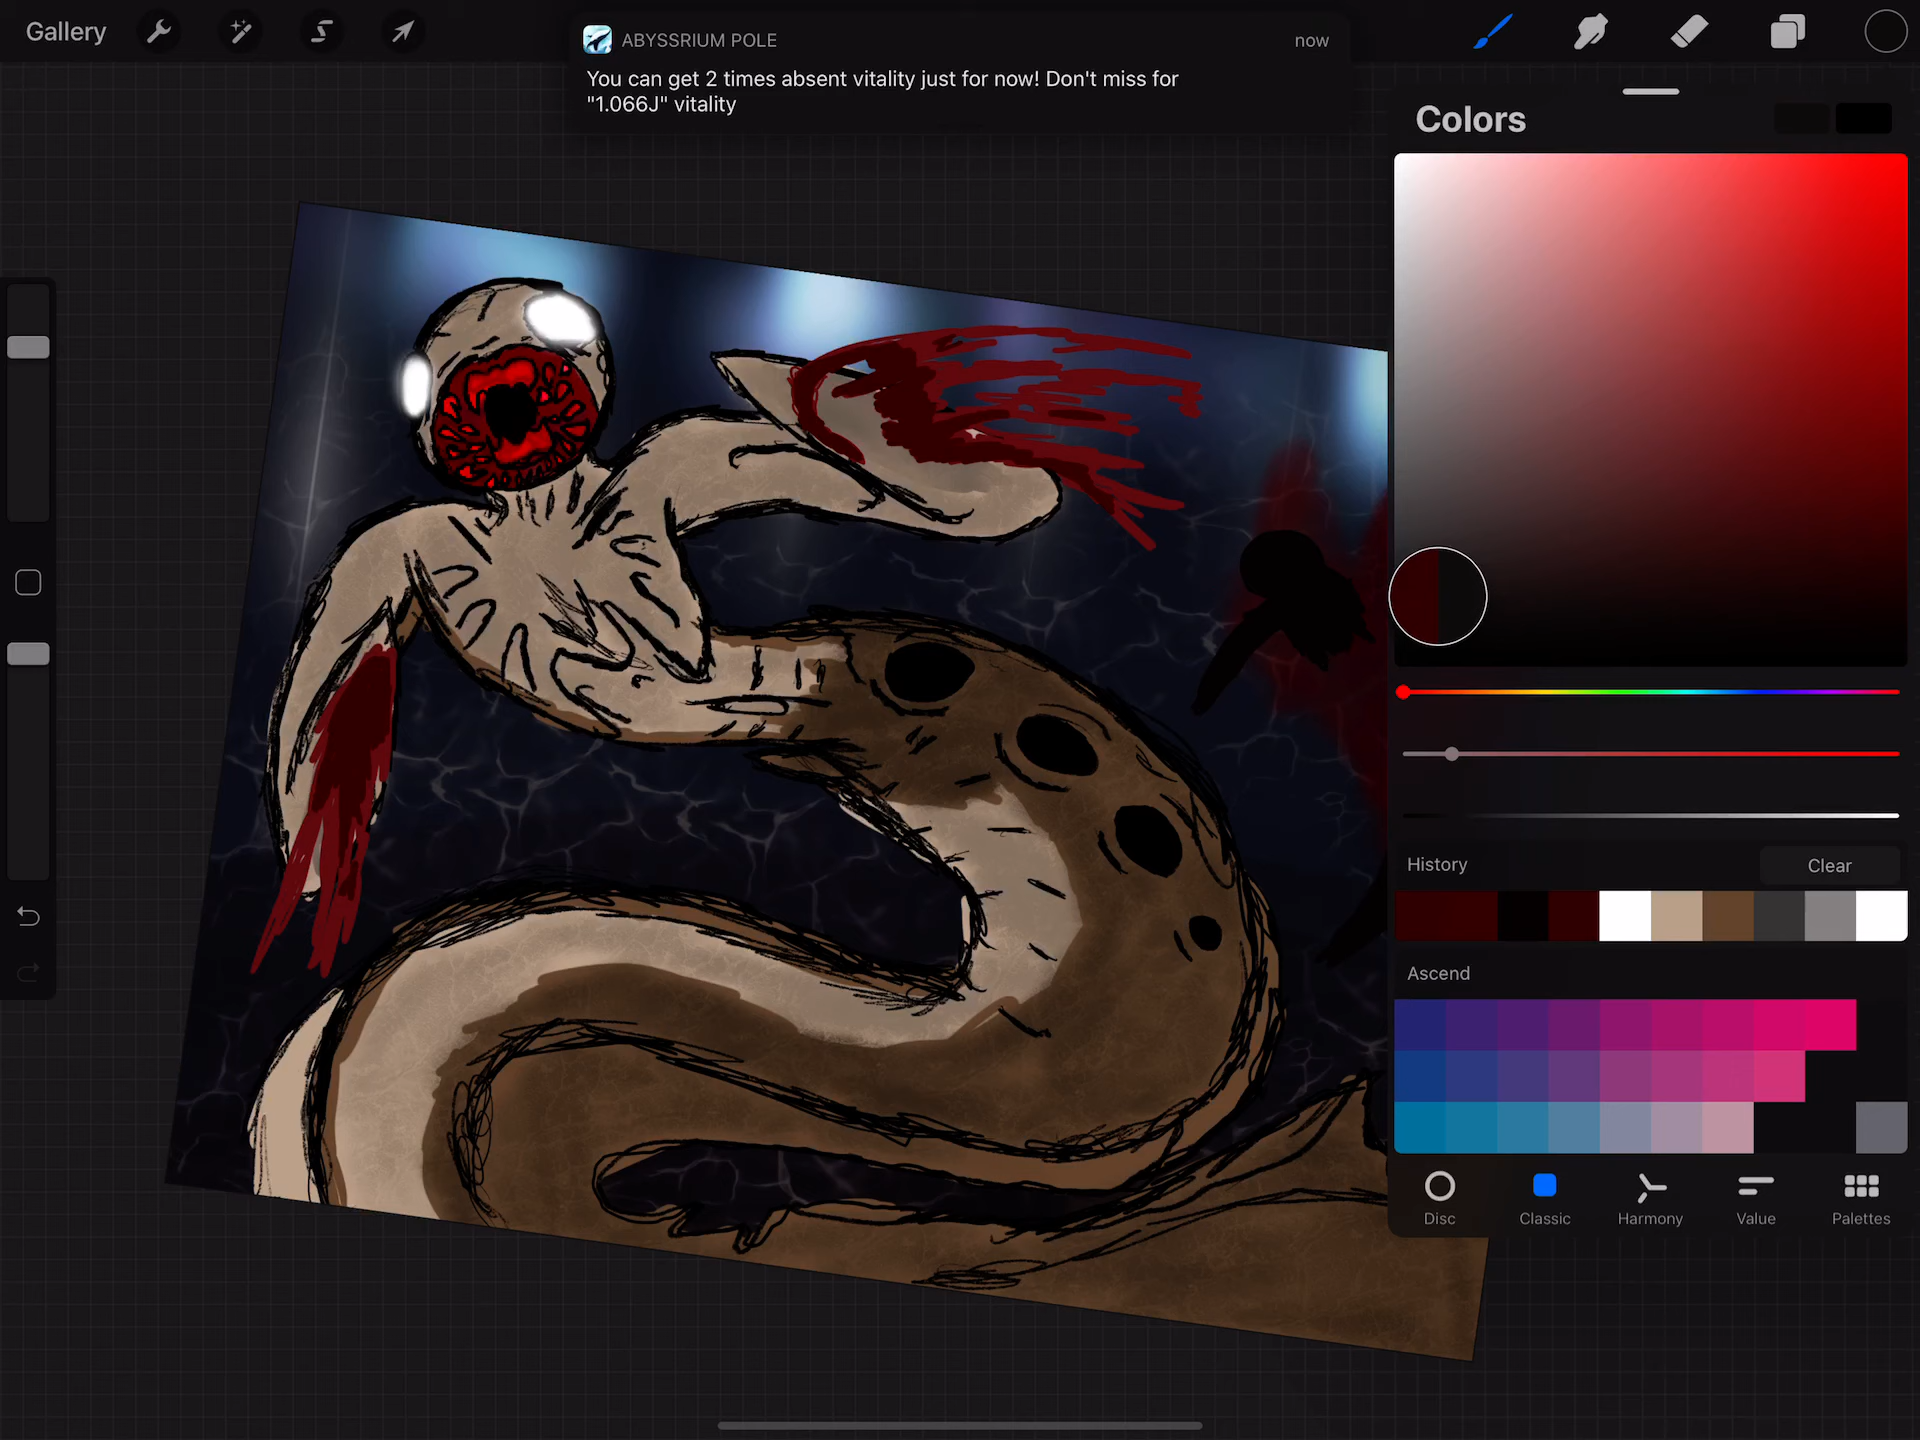 Gallery
ABYSSRIUM POLE
now
You can get 2 times absent vitality just for now! Don't miss for
"1.066J" vitality
Colors
History
Clear
Ascend
Disc
Classic
Harmony
Value
Palettes